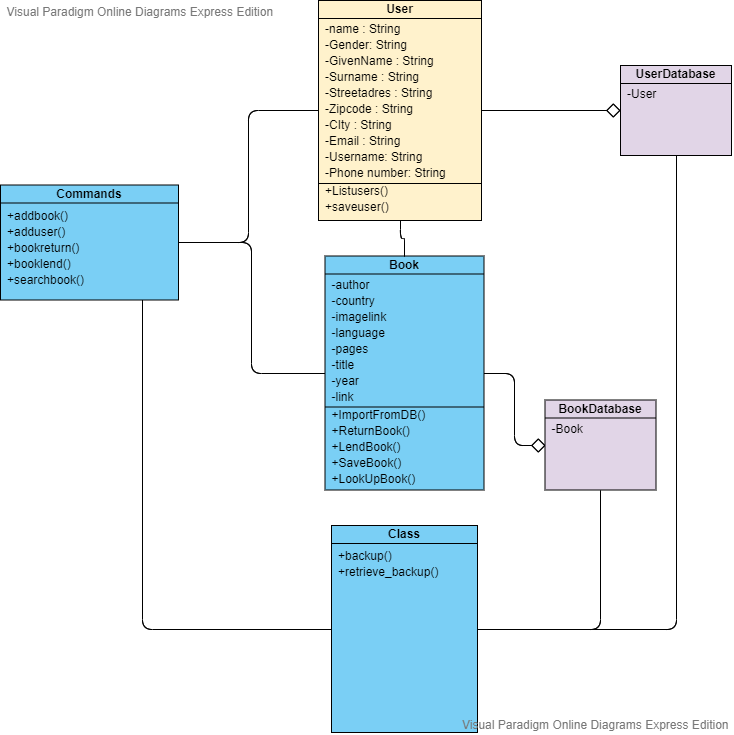 Visual Paradigm Online Diagrams Express Edition
User
-name : String
-Gender: String
-GivenName : String
-Surname : String
-Streetadres : String
-Zipcode : String
-CIty : String
-Email : String
-Username: String
-Phone number: String
+Listusers()
+saveuser()
UserDatabase
-User
Commands
+addbook()
+adduser()
+bookreturn()
+booklend()
+searchbook()
Book
-author
-country
-imagelink
-language
-pages
-title
-year
-link
+ImportFromDB()
+ReturnBook()
+LendBook()
+SaveBook()
+LookUpBook()
BookDatabase
-Book
Class
+backup()
+retrieve_backup()
Visual Paradigm Online Diagrams Express Edition